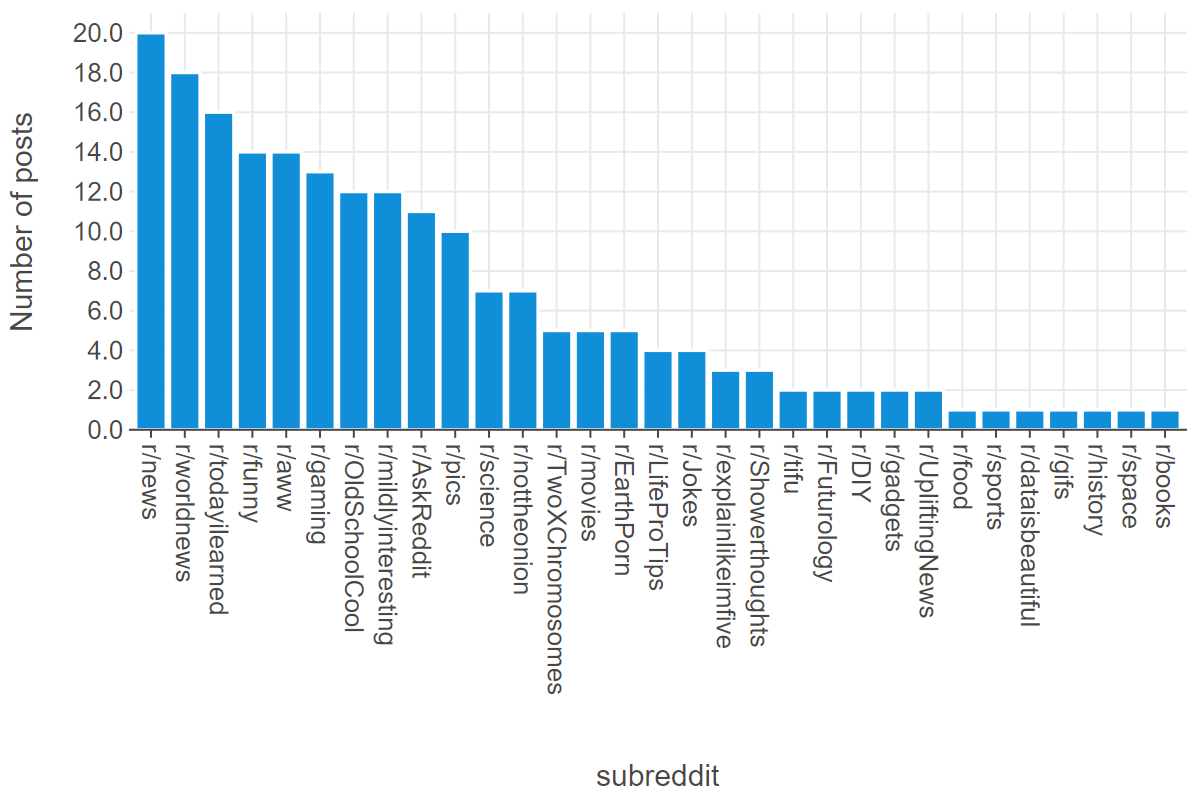 Number of posts
20.0
18.0
16.0
14.0
12.0
10.0
8.0
6.0
4.0
2.0
0.0
r/news
r/worldnews
r/todayilearned
r/funny
r/aww
r/gaming
r/OldSchoolCool
r/mildlyinteresting
r/AskReddit
r/pics
r/science
r/nottheonion
r/TwoXChromosomes
r/movies
r/EarthPorn
r/LifeProTips
r/Jokes
r/explainlikeimfive
r/Showerthoughts
r/tifu
r/Futurology
r/DIY
r/gadgets
r/UpliftingNews
r/food
r/sports
r/dataisbeautiful
r/gifs
r/history
r/space
r/books
subreddit